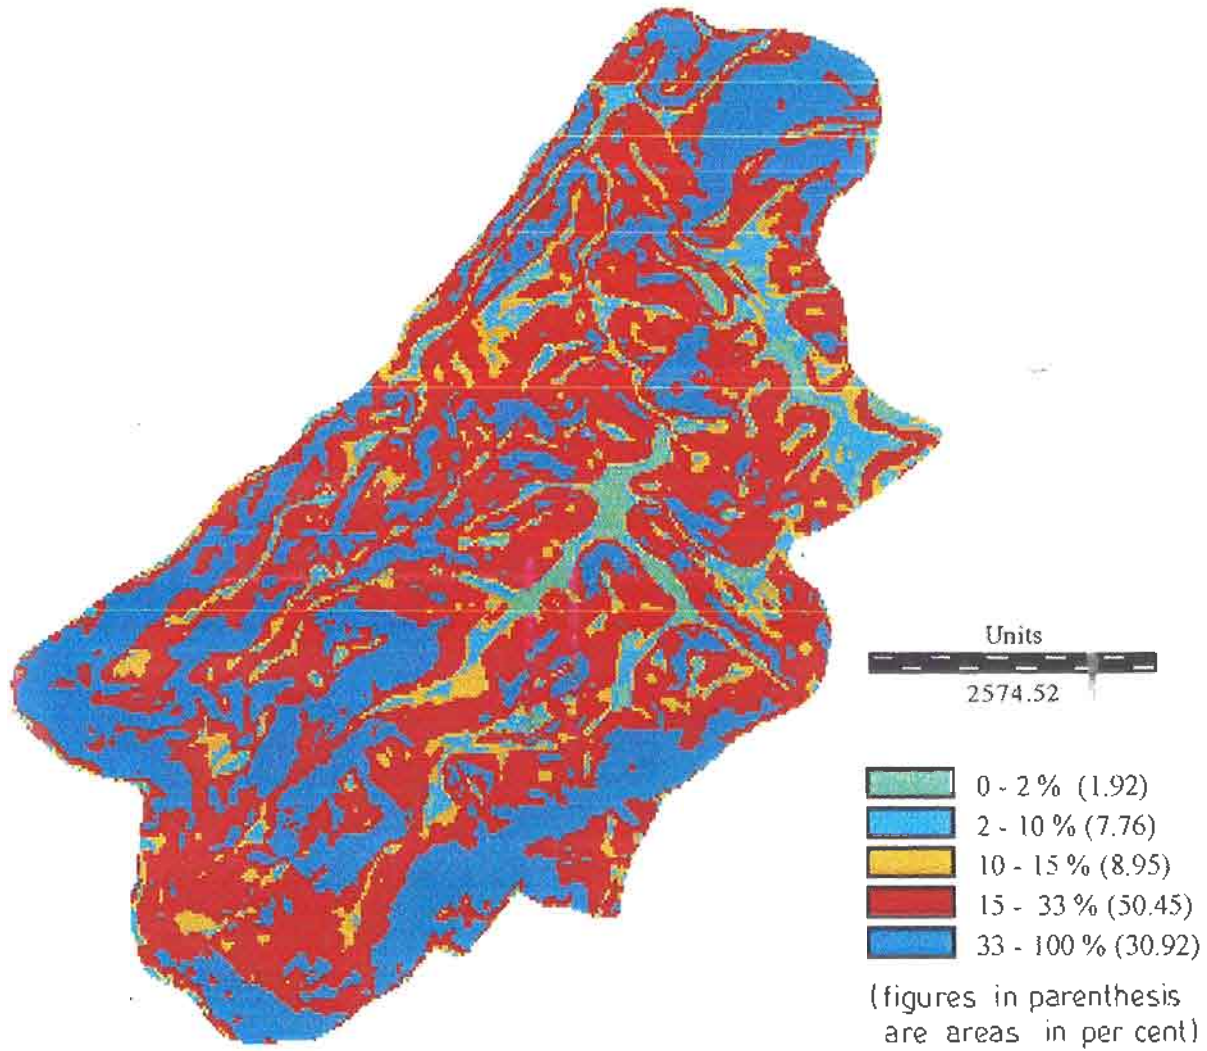 Units
2574.52
0 - 2 % (1.92)
2 - 10 % (7.76)
10 - 15 % (8.95)
15 - 33 % (50.45)
33 - 100 % (30.92)
(figures in parenthesis
are areas in per cent)